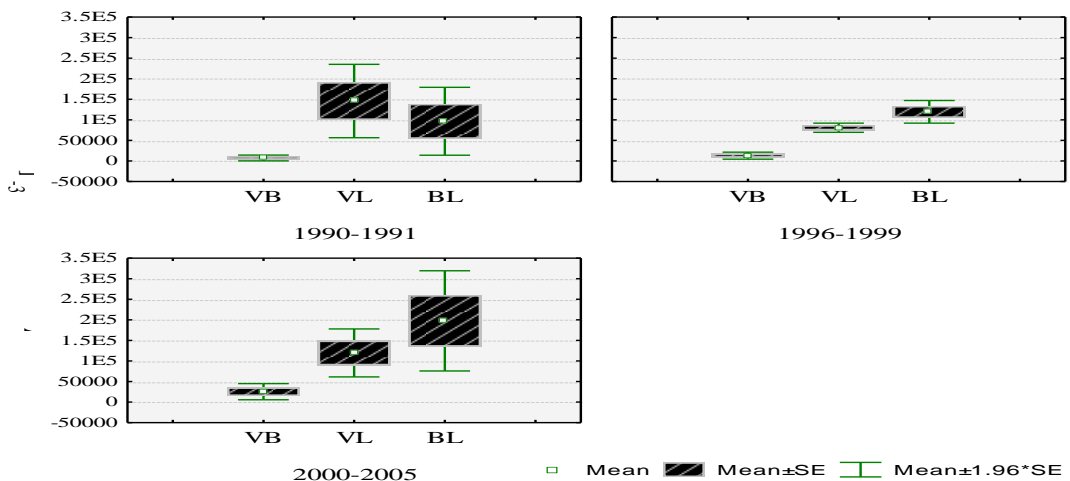 3.5E5
3E5
2.5E5
2E5
1.5E5
1E5
50000
0
-50000
VB VL BL VB VL BL
1990-1991 1996-1999
3.5E5
3E5
2.5E5
2E5
1.5E5
1E5
50000
0
-50000
VB VL BL
2000-2005
Mean Mean±SE Mean±1.96*SE